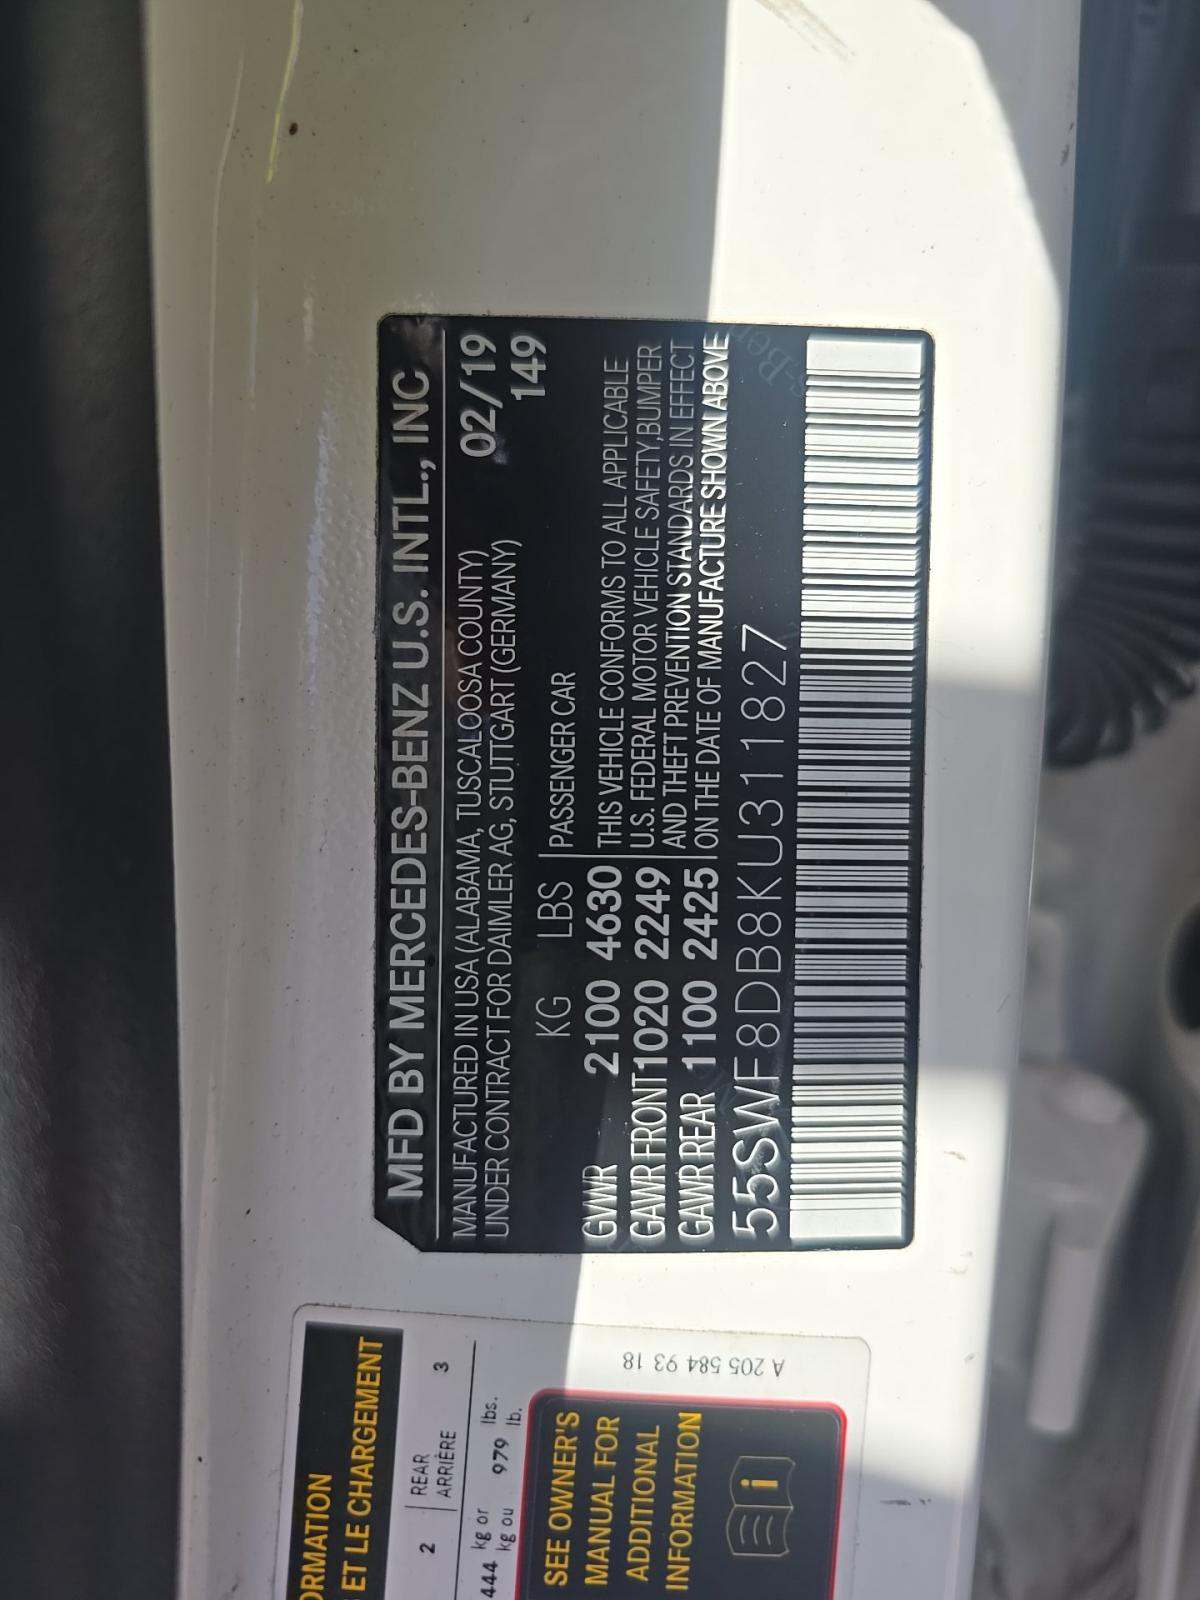 MFD BY MERCEDES-BENZ U.S. INTL., INC
MANUFACTURED IN USA (ALABAMA, TUSCALOOSA COUNTY) 02/19
UNDER CONTRACT FOR DAIMLER AG, STUTTGART (GERMANY) 149
KG LBS PASSENGER CAR
GVWR 2100 4630 THIS VEHICLE CONFORMS TO ALL APPLICABLE
GAWR FRONT 1020 2249 U.S. FEDERAL MOTOR VEHICLE SAFETY, BUMPER
GAWR REAR 1100 2425 AND THEFT PREVENTION STANDARDS IN EFFECT
ON THE DATE OF MANUFACTURE SHOWN ABOVE
55SWF8DB8KU311827
ET LE CHARGEMENT
2 REAR 3
ARRIÈRE
444 kg or 979 lbs.
kg ou lb.
SEE OWNER'S
MANUAL FOR
ADDITIONAL
INFORMATION
A 205 584 93 18